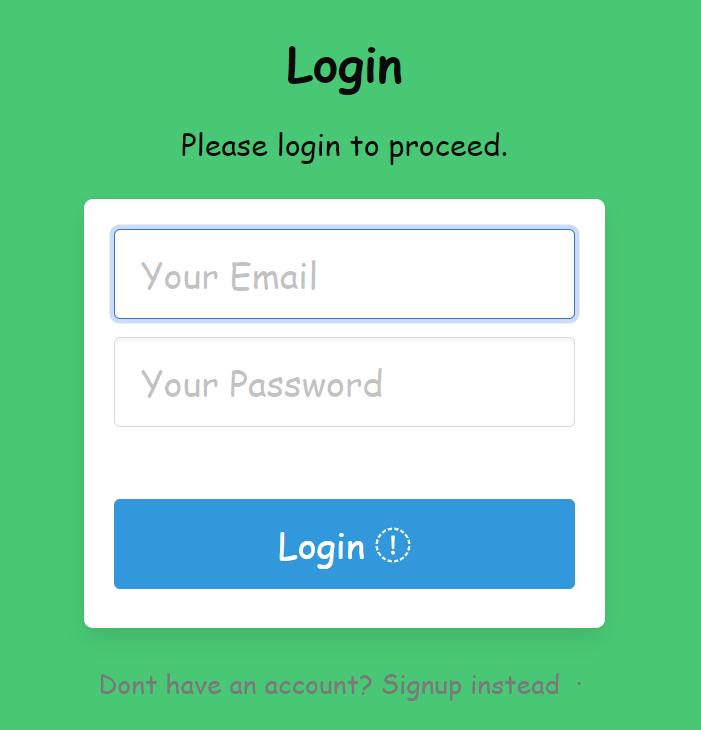 Login
Please login to proceed.
Your Email
Your Password
Login !
Dont have an account? Signup instead ·